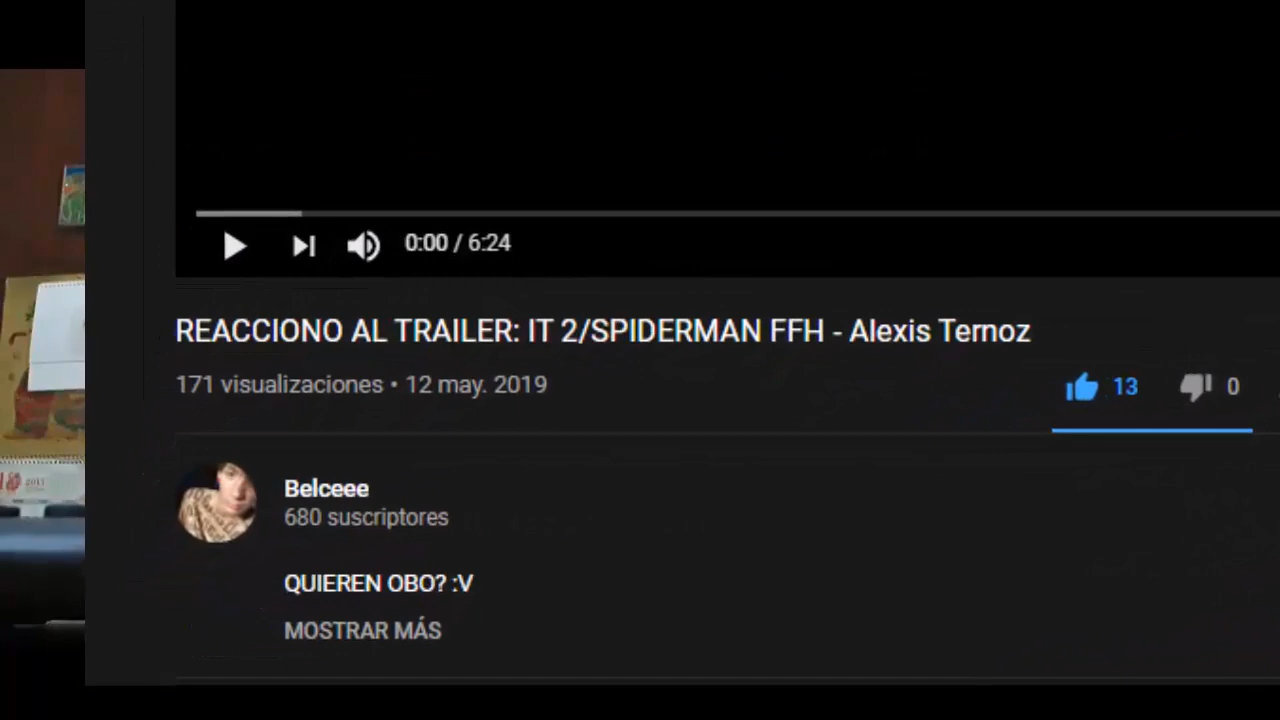 0:00 / 6:24
REACCIONO AL TRAILER: IT 2/SPIDERMAN FFH - Alexis Ternoz
171 visualizaciones • 12 may. 2019
13
0
Belceee
680 suscriptores
QUIEREN OBO? :V
MOSTRAR MÁS